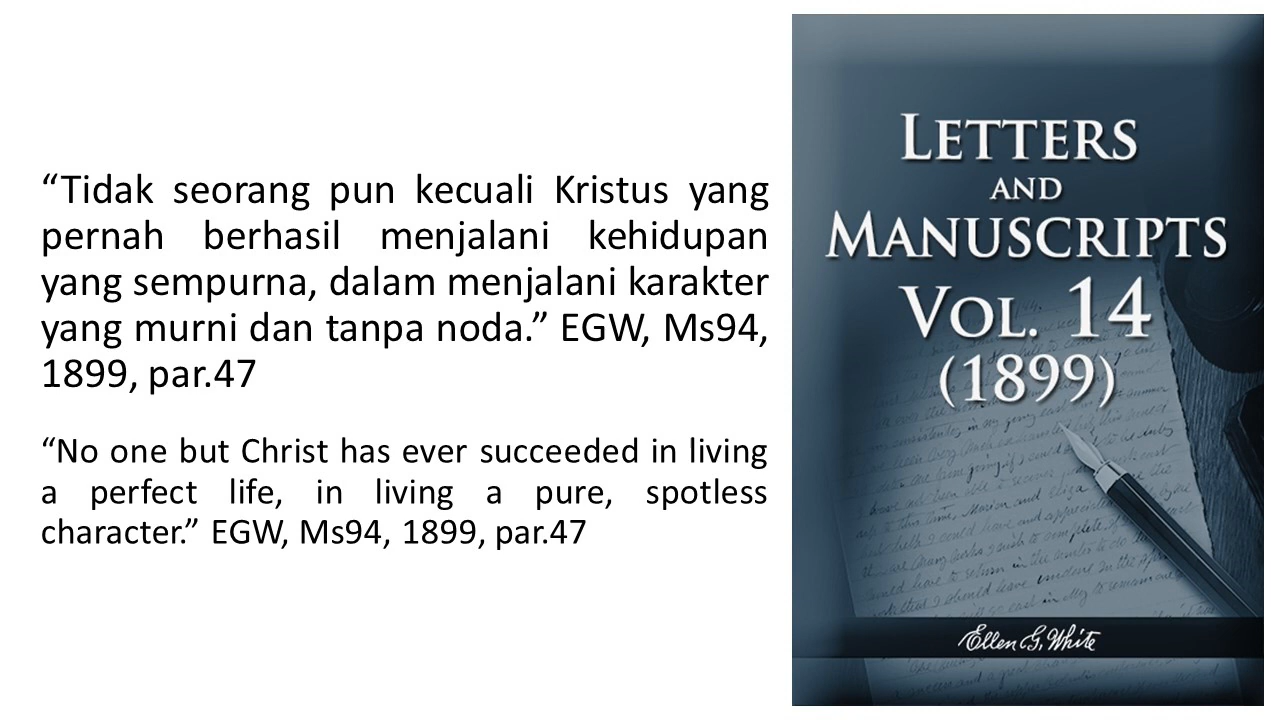 “Tidak seorang pun kecuali Kristus yang
pernah berhasil menjalani kehidupan
yang sempurna, dalam menjalani karakter
yang murni dan tanpa noda.” EGW, Ms94,
1899, par.47
“No one but Christ has ever succeeded in living
a perfect life, in living a pure, spotless
character.” EGW, Ms94, 1899, par.47
LETTERS
AND
MANUSCRIPTS
VOL. 14
(1899)
Ellen G. White